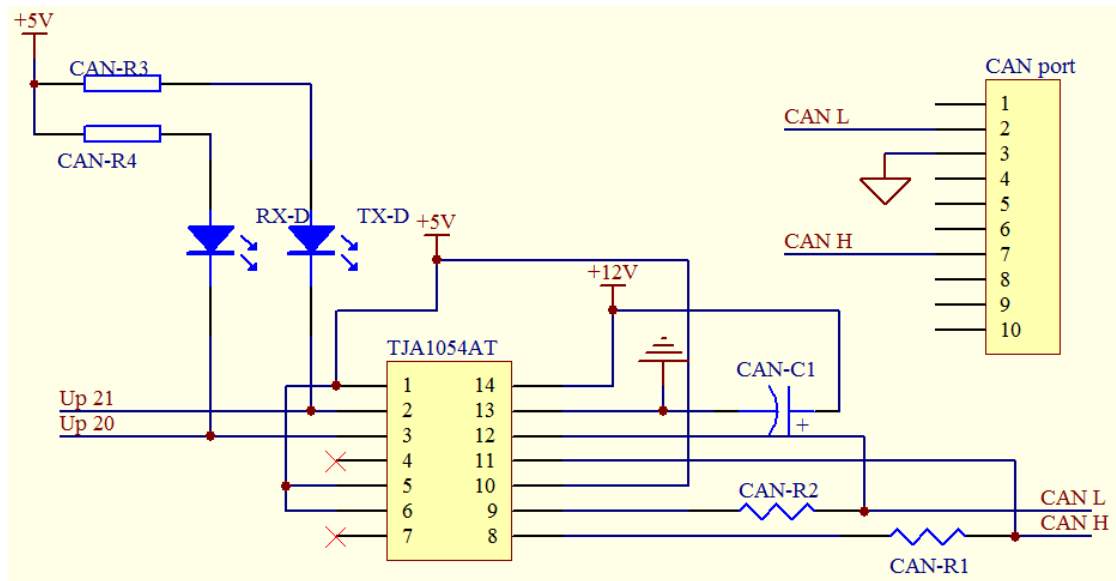 +5V
CAN-R3
CAN-R4
RX-D
TX-D
+5V
+12V
CAN port
1
2
3
4
5
6
7
8
9
10
CAN L
CAN H
TJA1054AT
CAN-C1
+
Up 21
Up 20
1 14
2 13
3 12
4 11
5 10
6 9
7 8
CAN-R2
CAN L
CAN H
CAN-R1